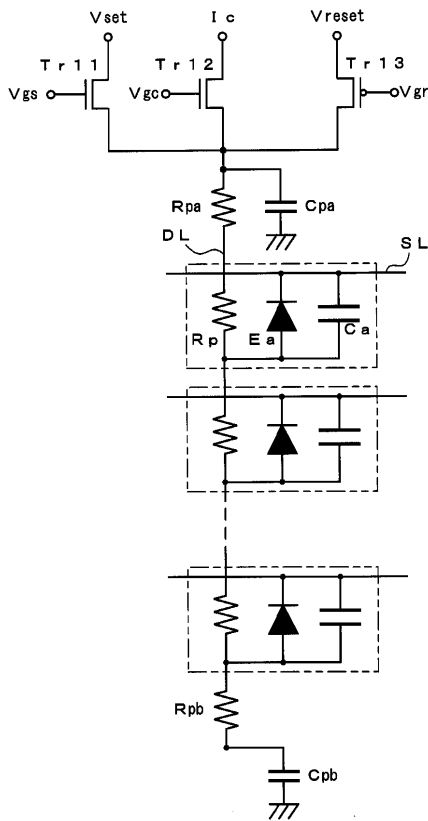 Vset Ic Vreset
Tr11 Tr12 Tr13
Vgs Vgc Vgr
Rpa Cpa
DL SL
Rp Ea Ca
Rpb
Cpb